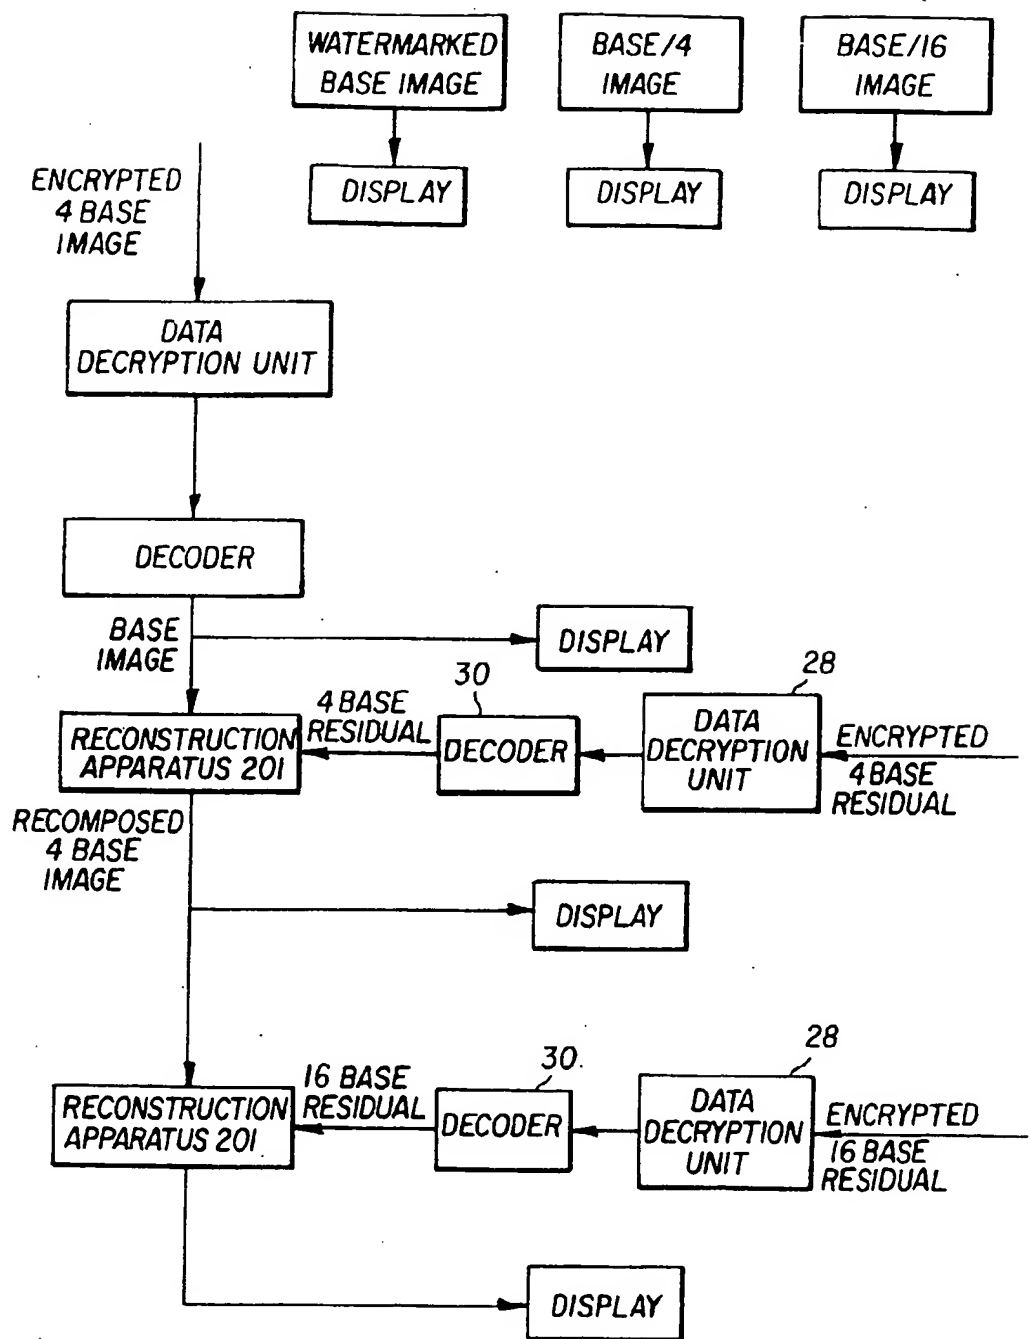 WATERMARKED
BASE IMAGE
BASE/4
IMAGE
BASE/16
IMAGE
DISPLAY
DISPLAY
DISPLAY
ENCRYPTED
4 BASE
IMAGE
DATA
DECRYPTION UNIT
DECODER
BASE
IMAGE
DISPLAY
RECONSTRUCTION
APPARATUS 201
4 BASE
RESIDUAL
30
DECODER
28
DATA
DECRYPTION
UNIT
ENCRYPTED
4 BASE
RESIDUAL
RECOMPOSED
4 BASE
IMAGE
DISPLAY
RECONSTRUCTION
APPARATUS 201
16 BASE
RESIDUAL
30
DECODER
28
DATA
DECRYPTION
UNIT
ENCRYPTED
16 BASE
RESIDUAL
DISPLAY